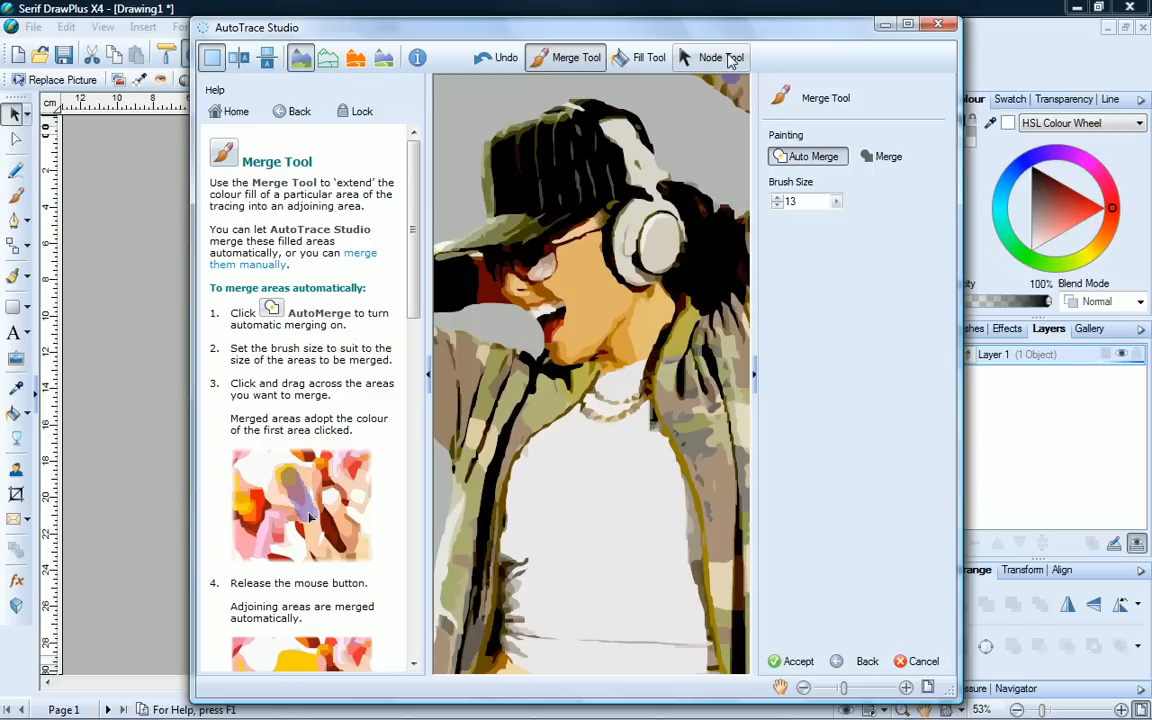 Serif DrawPlus X4 - [Drawing1 *]
File Edit View Insert
AutoTrace Studio
Undo Merge Tool Fill Tool Node Tool
Replace Picture
cm 12 10 8
Help
Home Back Lock
Merge Tool
Use the Merge Tool to ‘extend’ the
colour fill of a particular area of the
tracing into an adjoining area.
You can let AutoTrace Studio
merge these filled areas
automatically, or you can merge
them manually.
To merge areas automatically:
1. Click AutoMerge to turn
automatic merging on.
2. Set the brush size to suit to the
size of the areas to be merged.
3. Click and drag across the areas
you want to merge.
Merged areas adopt the colour
of the first area clicked.
4. Release the mouse button.
Adjoining areas are merged
automatically.
Merge Tool
Painting
Auto Merge Merge
Brush Size
13
Accept Back Cancel
Swatch Transparency Line
HSL Colour Wheel
100% Blend Mode
Normal
Effects Layers Gallery
Layer 1 (1 Object)
Transform Align
Navigator
Page 1 For Help, press F1 53%